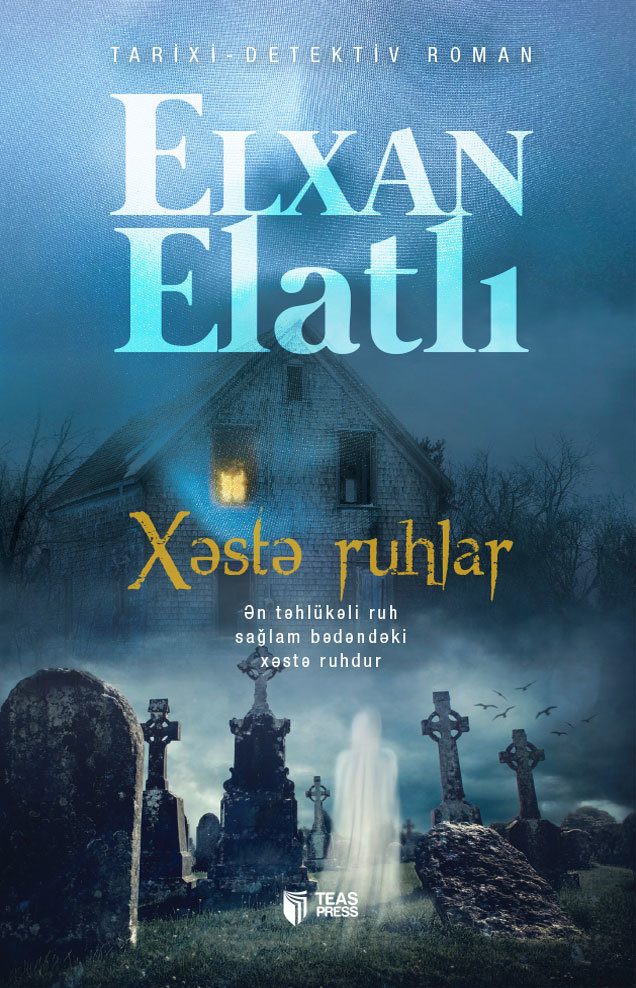 TARİXİ-DETEKTİV ROMAN
ELXAN
Elatlı
Xəstə ruhlar
Ən təhlükəli ruh
sağlam bədəndəki
xəstə ruhdur
TEAS
PRESS